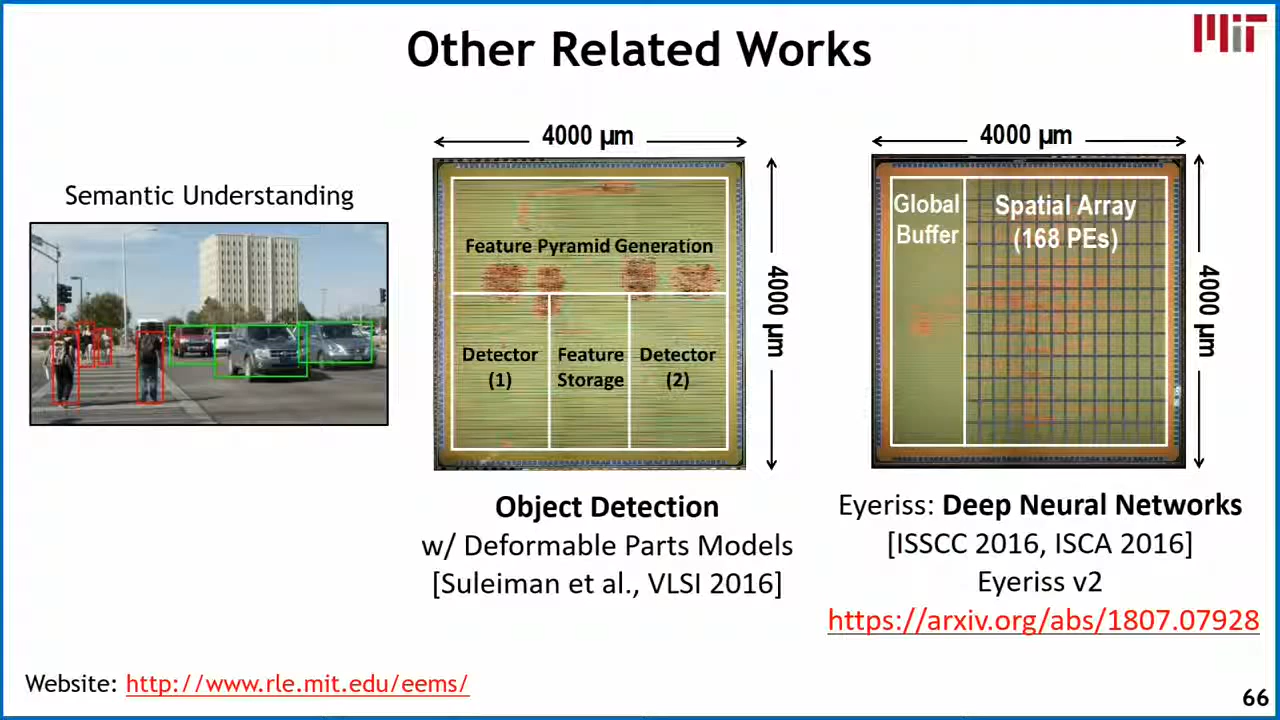 Other Related Works
MIT
Semantic Understanding
4000 µm
4000 µm
Feature Pyramid Generation
Detector
(1)
Feature
Storage
Detector
(2)
Object Detection
w/ Deformable Parts Models
[Suleiman et al., VLSI 2016]
4000 µm
4000 µm
Global
Buffer
Spatial Array
(168 PEs)
Eyeriss: Deep Neural Networks
[ISSCC 2016, ISCA 2016]
Eyeriss v2
https://arxiv.org/abs/1807.07928
Website: http://www.rle.mit.edu/eems/
66